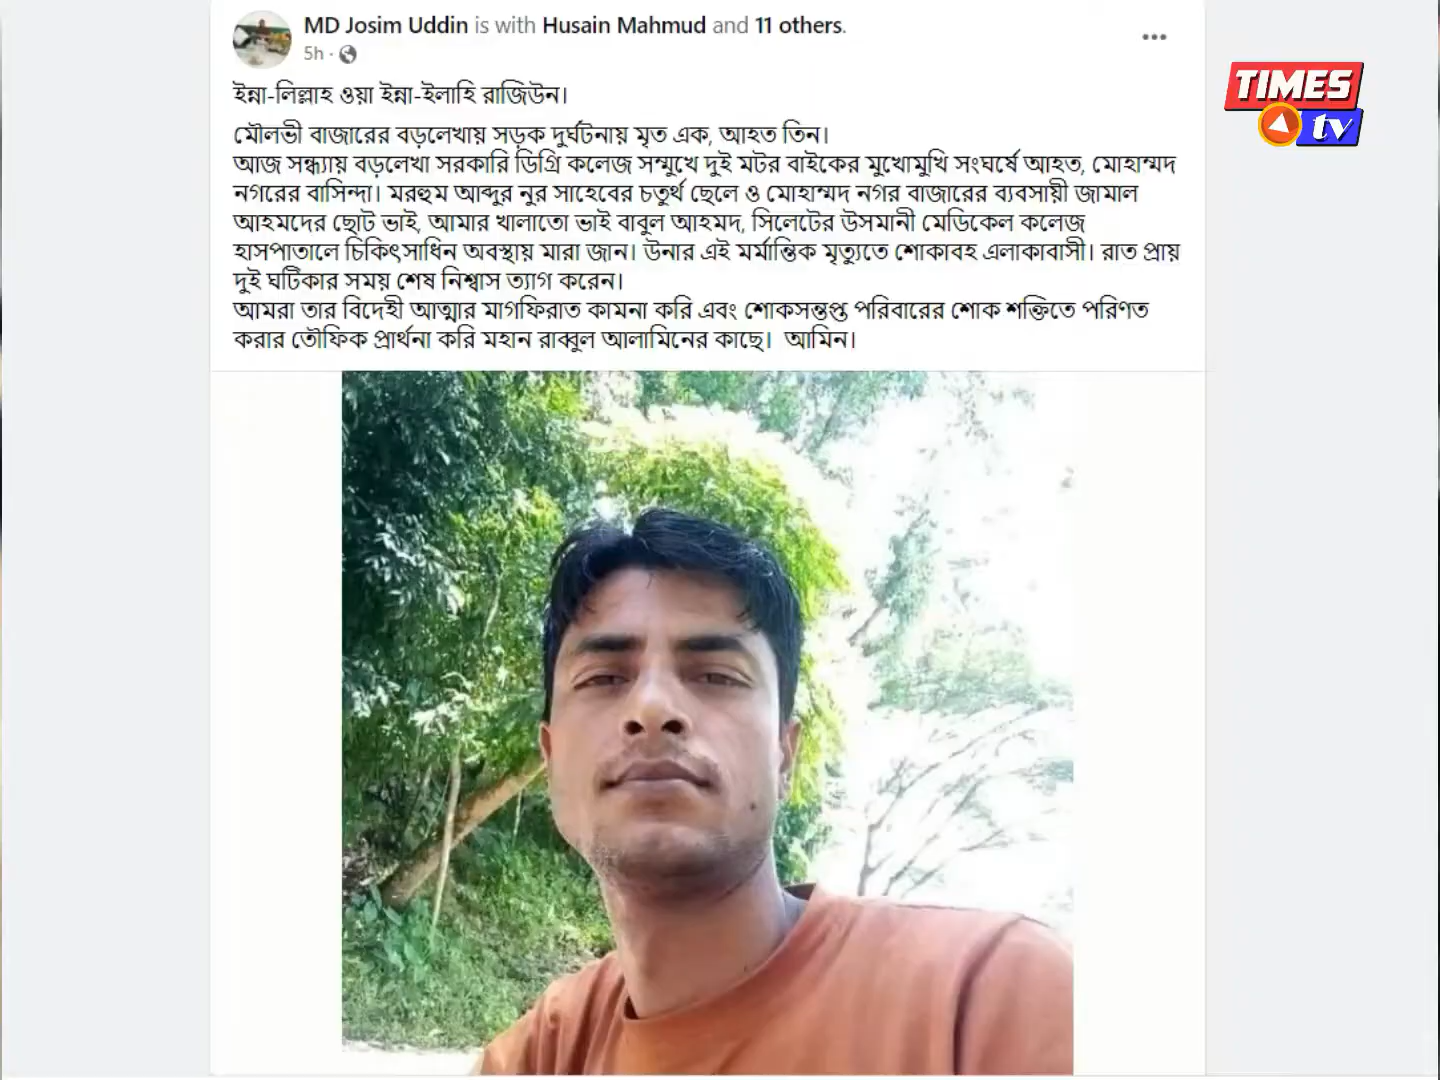 MD Josim Uddin is with Husain Mahmud and 11 others.
5h ·
TIMES
tv
ইন্না-লিল্লাহ ওয়া ইন্না-ইলাহি রাজিউন।
মৌলভী বাজারের বড়লেখায় সড়ক দুর্ঘটনায় মৃত এক, আহত তিন।
আজ সন্ধ্যায় বড়লেখা সরকারি ডিগ্রি কলেজ সম্মুখে দুই মটর বাইকের মুখোমুখি সংঘর্ষে আহত, মোহাম্মদ
নগরের বাসিন্দা। মরহুম আব্দুর নুর সাহেবের চতুর্থ ছেলে ও মোহাম্মদ নগর বাজারের ব্যবসায়ী জামাল
আহমদের ছোট ভাই, আমার খালাতো ভাই বাবুল আহমদ, সিলেটের উসমানী মেডিকেল কলেজ
হাসপাতালে চিকিৎসাধিন অবস্থায় মারা জান। উনার এই মর্মান্তিক মৃত্যুতে শোকাবহ এলাকাবাসী। রাত প্রায়
দুই ঘটিকার সময় শেষ নিশ্বাস ত্যাগ করেন।
আমরা তার বিদেহী আত্মার মাগফিরাত কামনা করি এবং শোকসন্তপ্ত পরিবারের শোক শক্তিতে পরিণত
করার তৌফিক প্রার্থনা করি মহান রাব্বুল আলামিনের কাছে। আমিন।